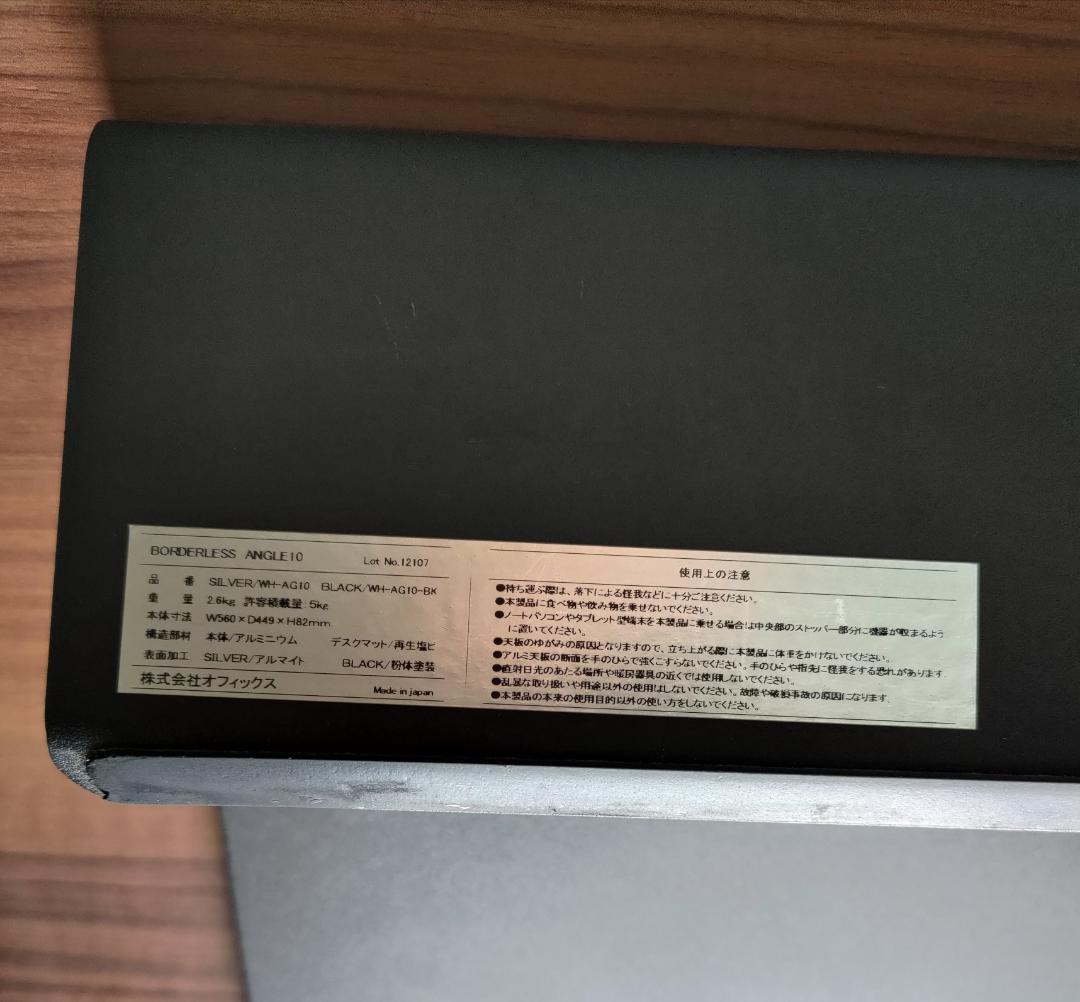 BORDERLESS ANGLE10 Lot No.12107
品 番 SILVER/WH-AG10 BLACK/WH-AG10-BK
重 量 2.6kg 許容積載量:5kg
本体寸法 W560×D449×H82mm
構造部材 本体/アルミニウム デスクマット/再生塩ビ
表面加工 SILVER/アルマイト BLACK/粉体塗装
株式会社オフィックス Made in japan
使用上の注意
●持ち運ぶ際は、落下による怪我などに十分ご注意ください。
●本製品に食べ物や飲み物を乗せないでください。
●ノートパソコンやタブレット型端末を本製品に乗せる場合は中央部のストッパー部分に機器が収まるよう
に置いてください。
●天板のゆがみの原因となりますので、立ち上がる際に本製品に体重をかけないでください。
●アルミ天板の断面を手のひらで強くこすらないでください。手のひらや指先に怪我をする恐れがあります.
●直射日光のあたる場所や暖房器具の近くでは使用しないでください。
●乱暴な取り扱いや用途以外の使用はしないでください。故障や破損事故の原因になります.
●本製品の本来の使用目的以外の使い方をしないでください。